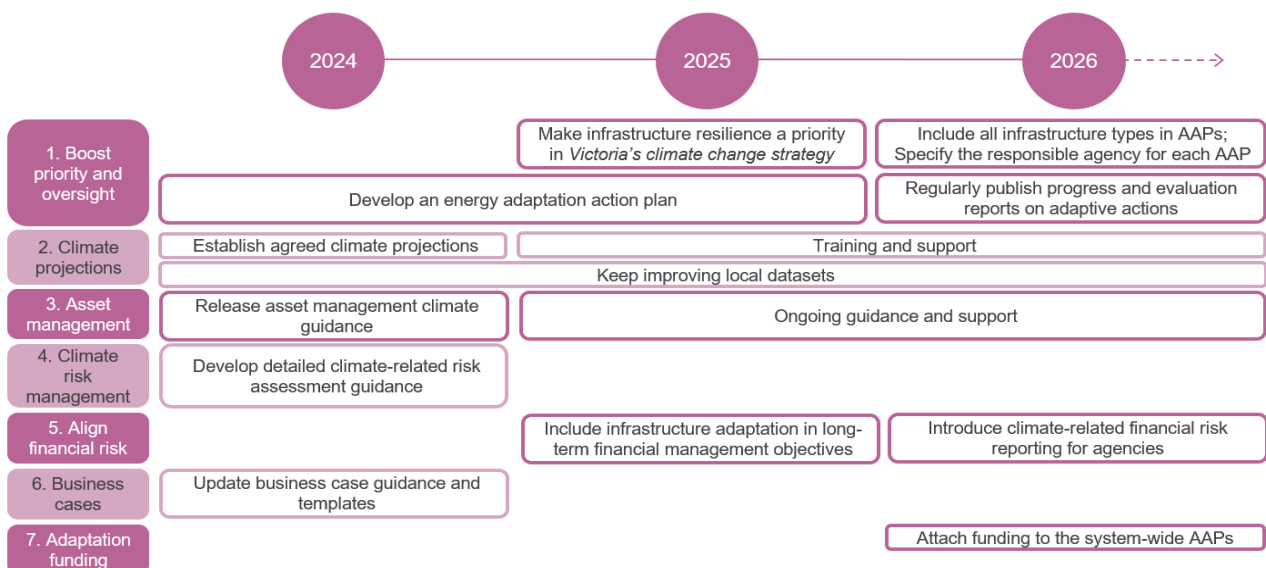 2024
2025
2026
1. Boost
priority and
oversight
Make infrastructure resilience a priority
in Victoria's climate change strategy
Include all infrastructure types in AAPs;
Specify the responsible agency for each AAP
Develop an energy adaptation action plan
Regularly publish progress and evaluation
reports on adaptive actions
2. Climate
projections
Establish agreed climate projections
Training and support
Keep improving local datasets
3. Asset
management
Release asset management climate
guidance
Ongoing guidance and support
4. Climate
risk
management
Develop detailed climate-related risk
assessment guidance
5. Align
financial risk
Include infrastructure adaptation in long-
term financial management objectives
Introduce climate-related financial risk
reporting for agencies
6. Business
cases
Update business case guidance and
templates
7. Adaptation
funding
Attach funding to the system-wide AAPs